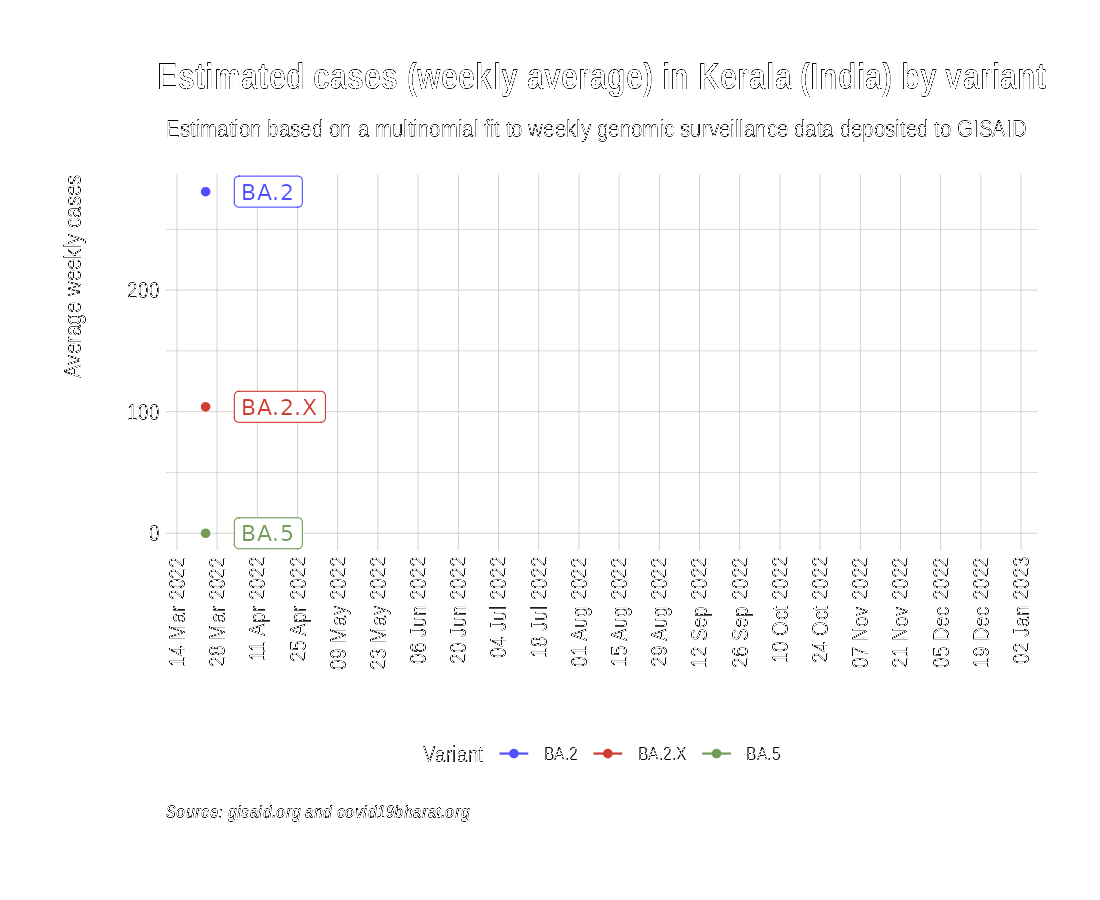 Estimated cases (weekly average) in Kerala (India) by variant
Estimation based on a multinomial fit to weekly genomic surveillance data deposited to GISAID
Average weekly cases
BA.2
200
BA.2.X
100
BA.5
0
14 Mar 2022
28 Mar 2022
11 Apr 2022
25 Apr 2022
09 May 2022
23 May 2022
06 Jun 2022
20 Jun 2022
04 Jul 2022
18 Jul 2022
01 Aug 2022
15 Aug 2022
29 Aug 2022
12 Sep 2022
26 Sep 2022
10 Oct 2022
24 Oct 2022
07 Nov 2022
21 Nov 2022
05 Dec 2022
19 Dec 2022
02 Jan 2023
Variant BA.2 BA.2.X BA.5
Source: gisaid.org and covid19bharat.org